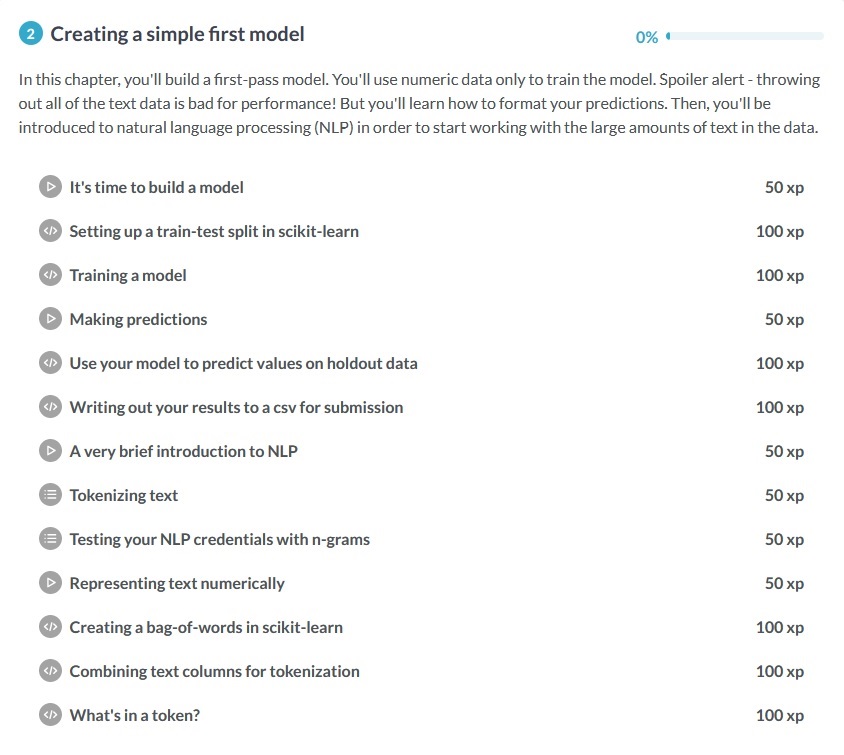 2 Creating a simple first model 0%
In this chapter, you'll build a first-pass model. You'll use numeric data only to train the model. Spoiler alert - throwing
out all of the text data is bad for performance! But you'll learn how to format your predictions. Then, you'll be
introduced to natural language processing (NLP) in order to start working with the large amounts of text in the data.
It's time to build a model 50 xp
Setting up a train-test split in scikit-learn 100 xp
Training a model 100 xp
Making predictions 50 xp
Use your model to predict values on holdout data 100 xp
Writing out your results to a csv for submission 100 xp
A very brief introduction to NLP 50 xp
Tokenizing text 50 xp
Testing your NLP credentials with n-grams 50 xp
Representing text numerically 50 xp
Creating a bag-of-words in scikit-learn 100 xp
Combining text columns for tokenization 100 xp
What's in a token? 100 xp